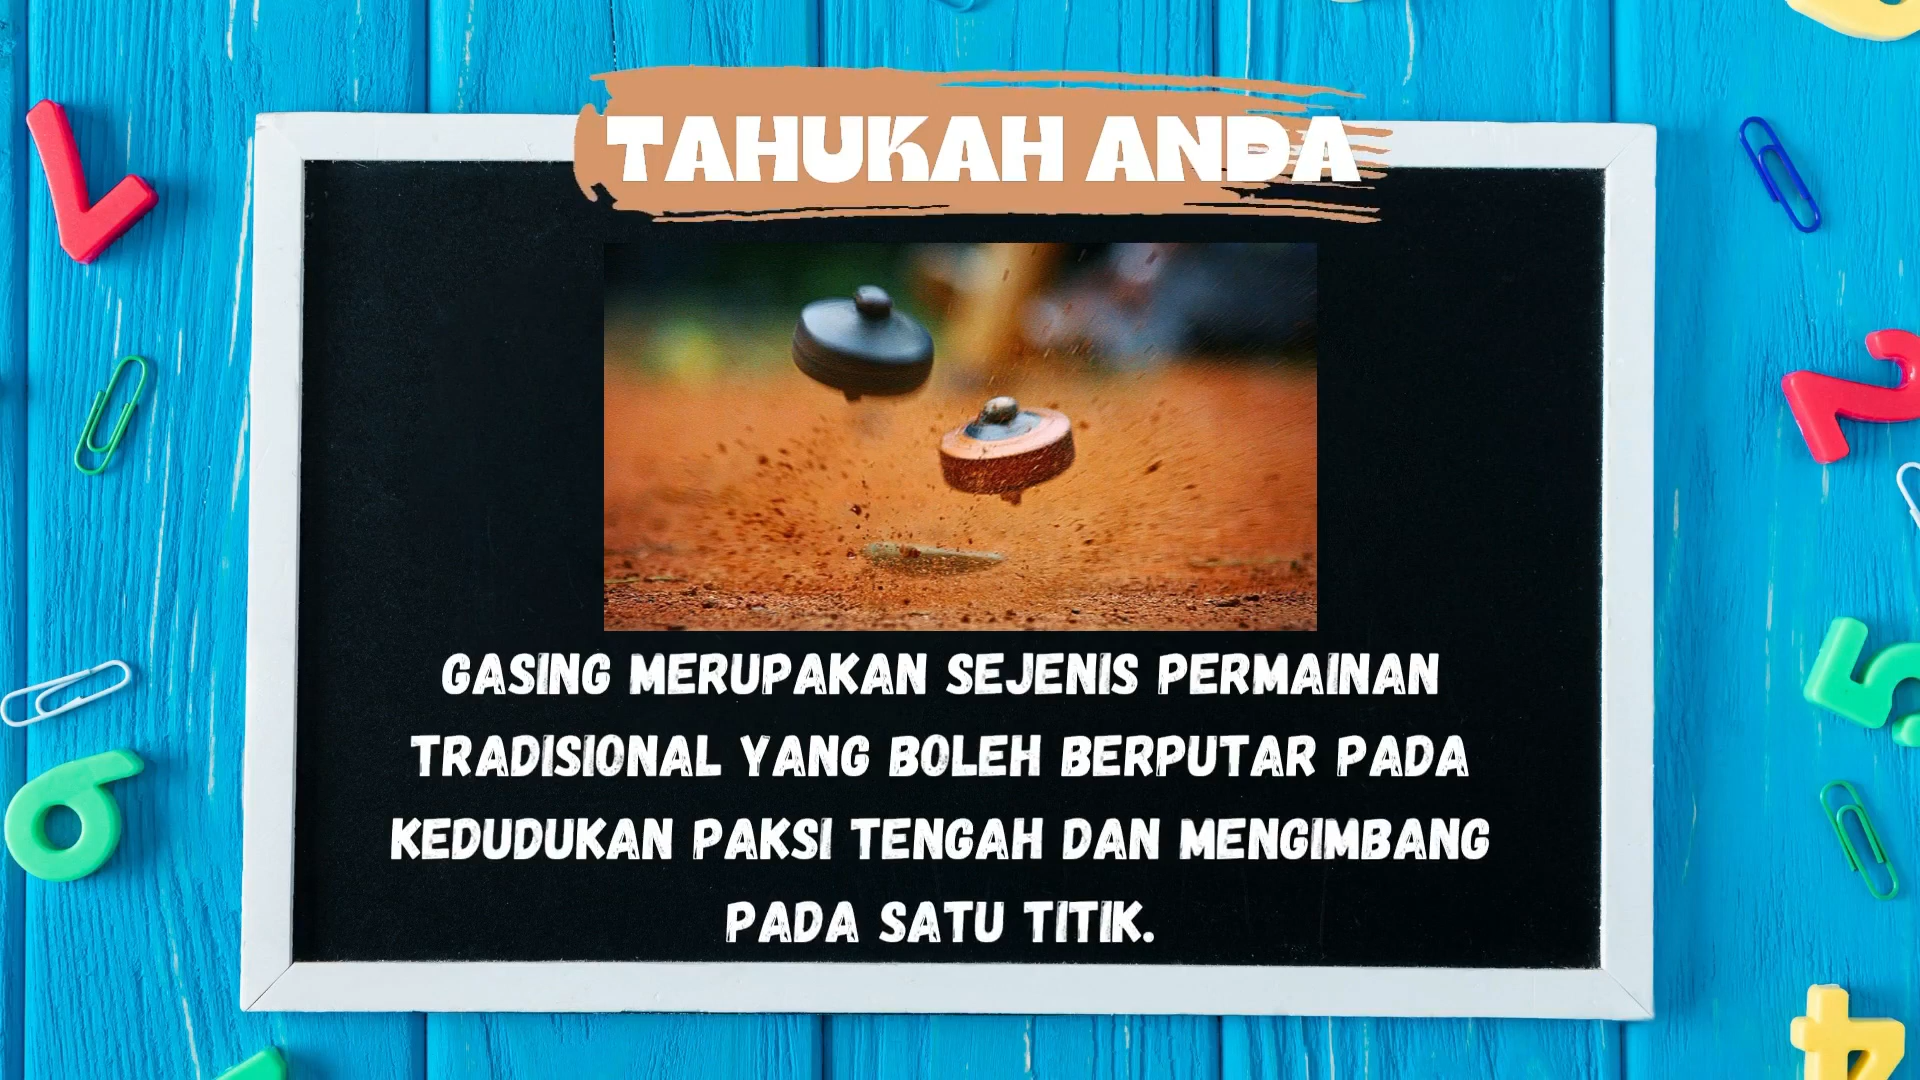 TAHUKAH ANDA
GASING MERUPAKAN SEJENIS PERMAINAN
TRADISIONAL YANG BOLEH BERPUTAR PADA
KEDUDUKAN PAKSI TENGAH DAN MENGIMBANG
PADA SATU TITIK.